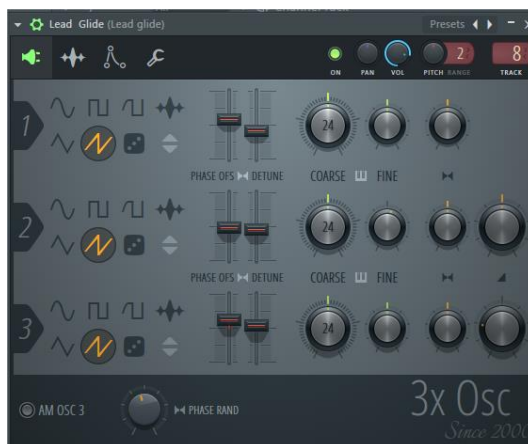 Lead Glide (Lead glide) Presets
ON PAN VOL PITCH RANGE 2 8 TRACK
1 24
PHASE OFS DETUNE COARSE FINE
2 24
PHASE OFS DETUNE COARSE FINE
3 24
AM OSC 3 PHASE RAND 3x Osc
Since 2000